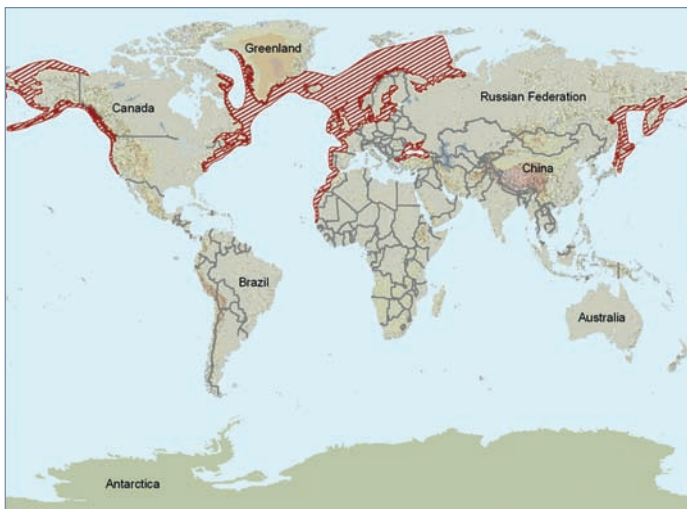 Greenland
Canada
Russian Federation
China
Brazil
Australia
Antarctica